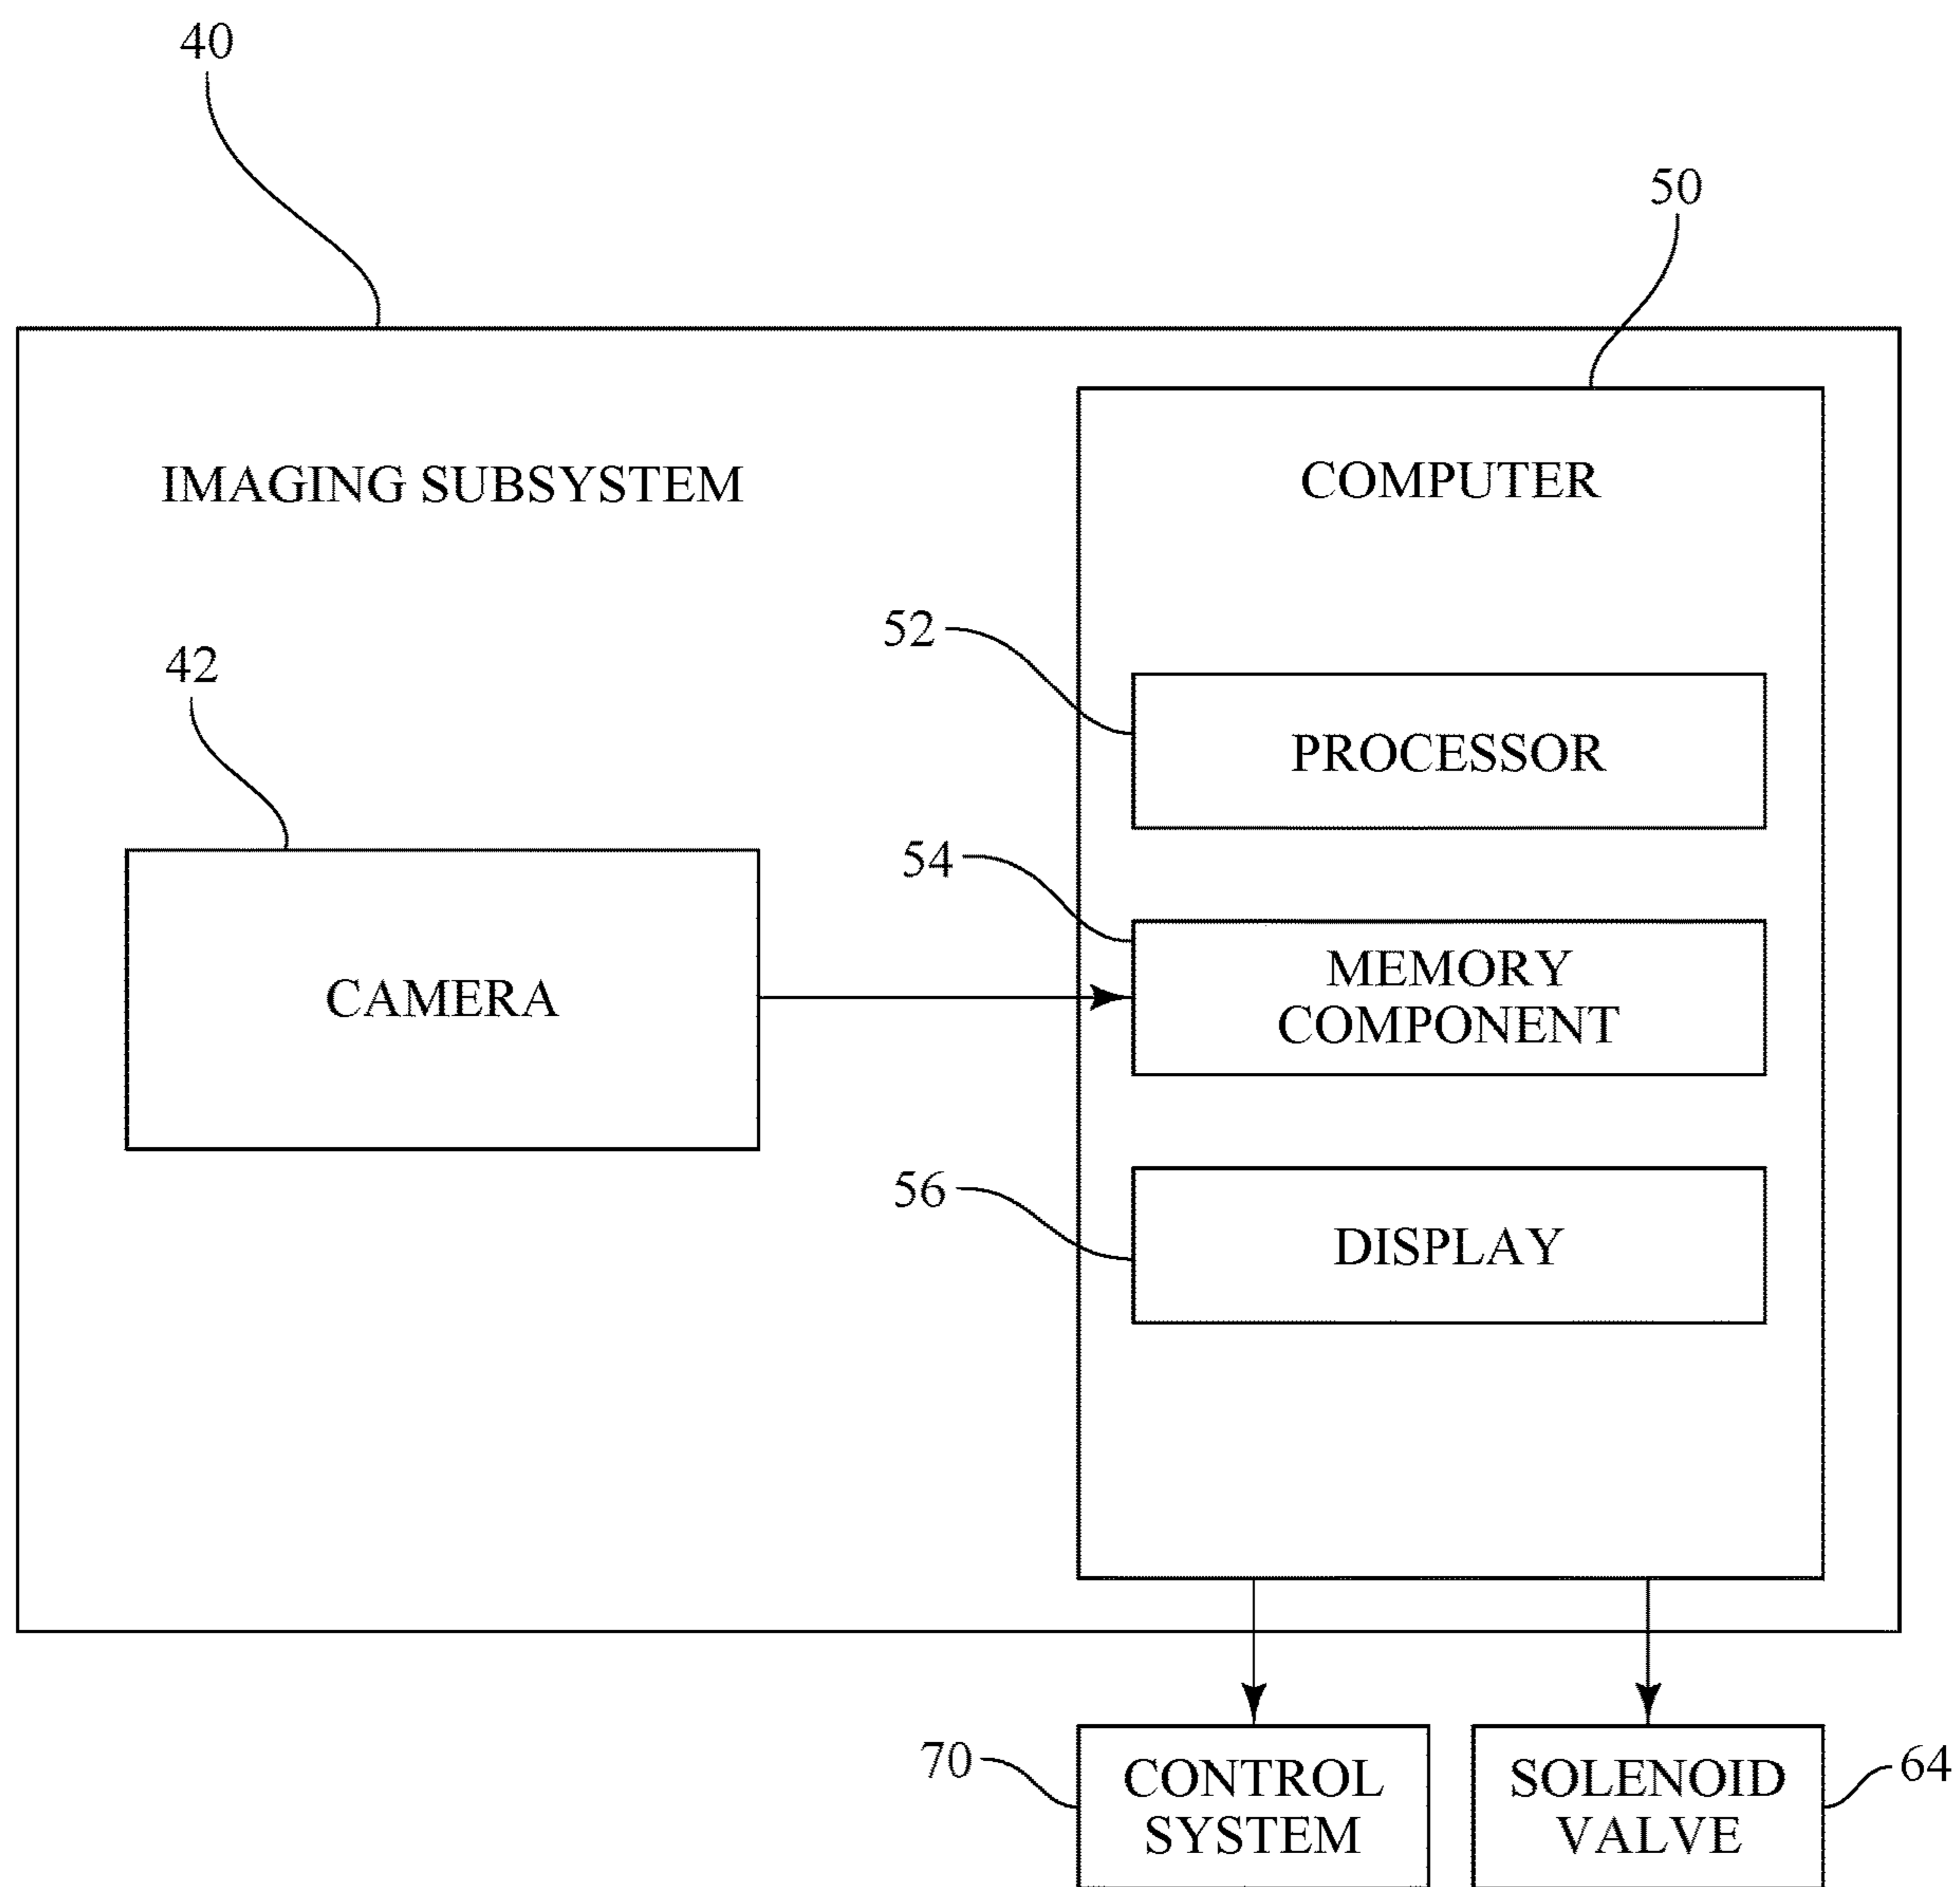 40
50
IMAGING SUBSYSTEM
COMPUTER
52
42
PROCESSOR
54
MEMORY
COMPONENT
CAMERA
56
DISPLAY
70
CONTROL
SYSTEM
SOLENOID
VALVE
64